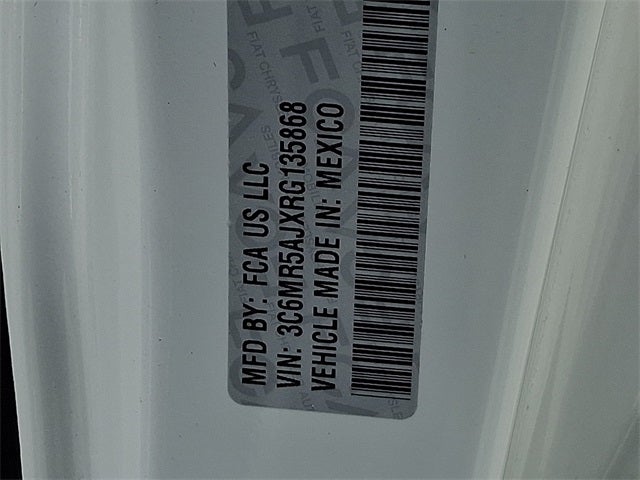 MFD BY: FCA US LLC
VIN: 3C6MR5AJXRG135868
VEHICLE MADE IN: MEXICO